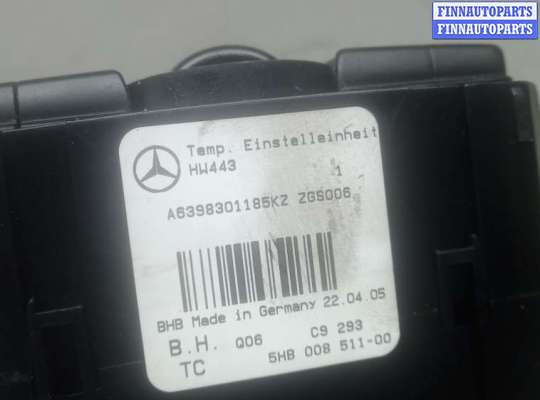 FINNAUTOPARTS
FINNAUTOPARTS
Temp. Einstelleinheit
HW443 1
A6398301185KZ ZGS006
BHB Made in Germany 22.04.05
B.H. Q06 C9 293
TC 5HB 008 511-00